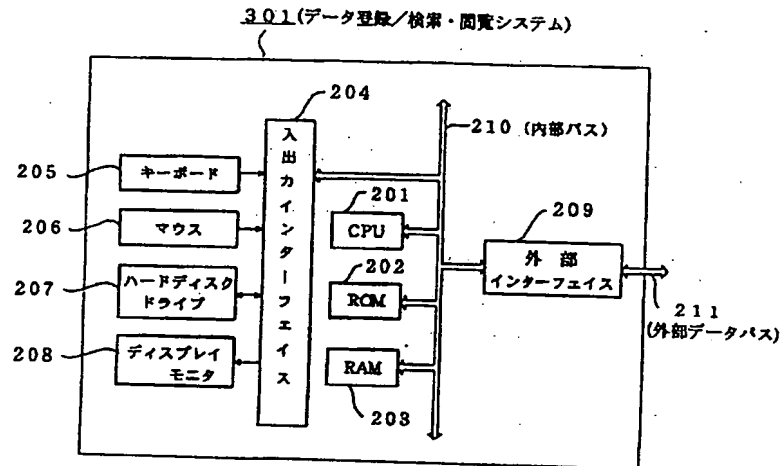 301(データ登録／検索・閲覧システム)
204
210 (内部バス)
入出力インターフェイス
205
キーボード
201
CPU
209
206
マウス
外部
インターフェイス
202
ROM
207
ハードディスク
ドライブ
211
(外部データバス)
208
ディスプレイ
モニタ
RAM
203